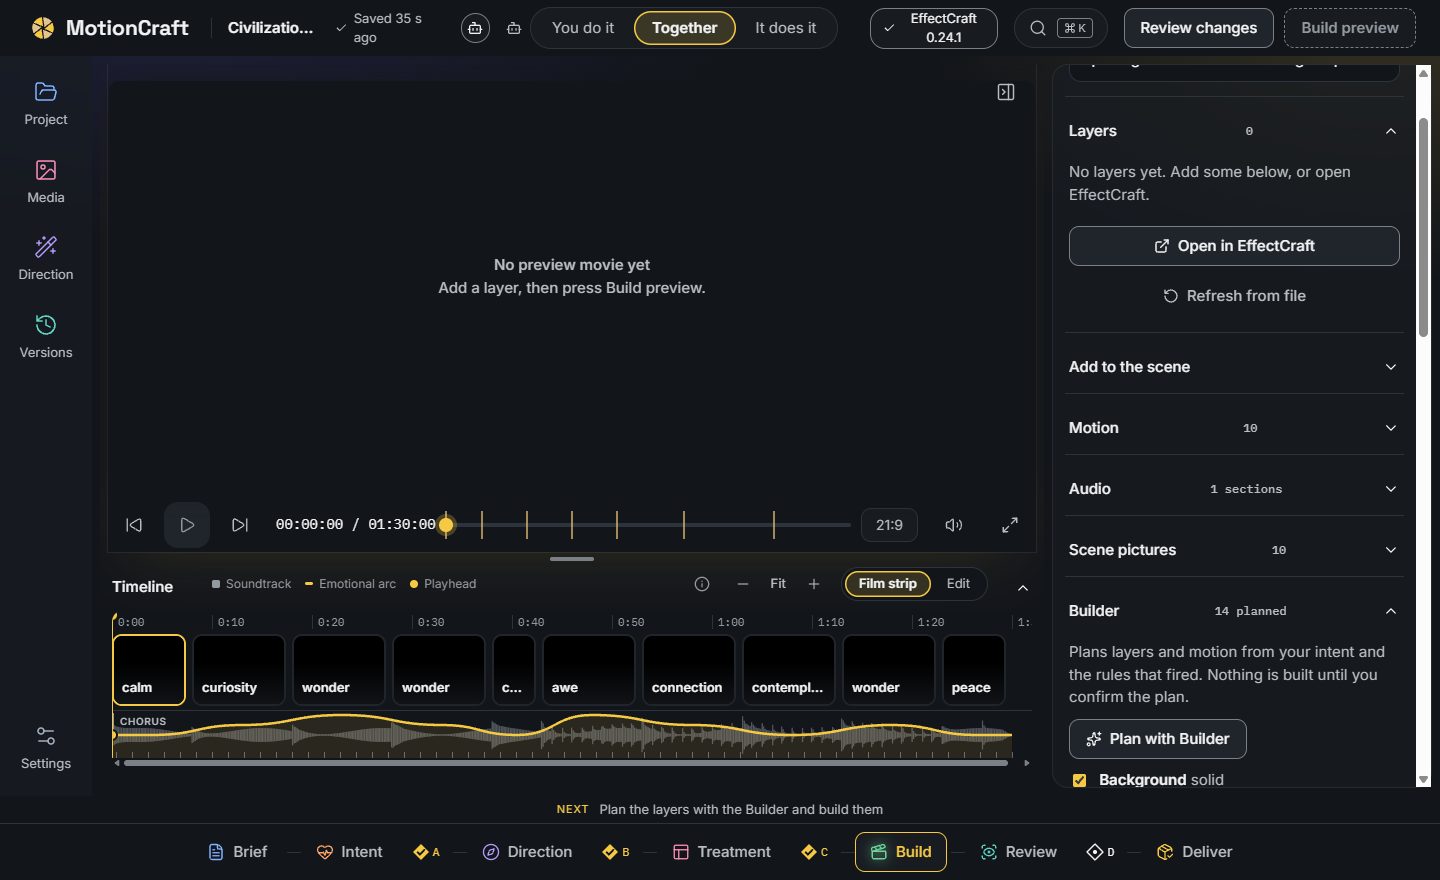 MotionCraft
Civilizatio...
Saved 35 s
ago
You do it
Together
It does it
EffectCraft
0.24.1
⌘ K
Review changes
Build preview
Project
Media
Direction
Versions
Settings
No preview movie yet
Add a layer, then press Build preview.
00:00:00 / 01:30:00
21:9
Layers
0
No layers yet. Add some below, or open
EffectCraft.
Open in EffectCraft
Refresh from file
Add to the scene
Motion
10
Audio
1 sections
Scene pictures
10
Builder
14 planned
Plans layers and motion from your intent and
the rules that fired. Nothing is built until you
confirm the plan.
Plan with Builder
Background solid
Timeline
Soundtrack
Emotional arc
Playhead
Fit
Film strip
Edit
0:00
0:10
0:20
0:30
0:40
0:50
1:00
1:10
1:20
1:
calm
curiosity
wonder
wonder
c...
awe
connection
contempl...
wonder
peace
CHORUS
NEXT Plan the layers with the Builder and build them
Brief
Intent
A
Direction
B
Treatment
C
Build
Review
D
Deliver